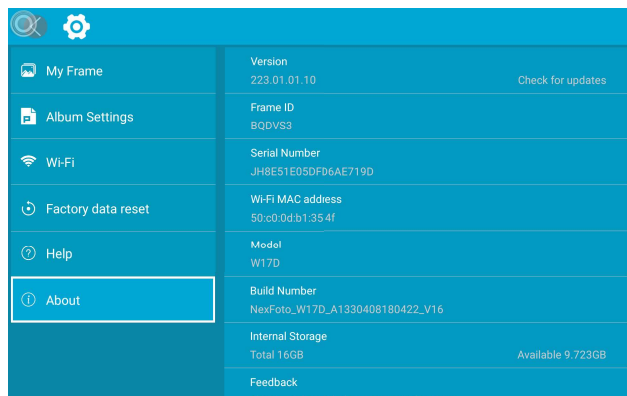 My Frame
Album Settings
Wi-Fi
Factory data reset
Help
About
Version
223.01.01.10
Check for updates
Frame ID
BQDVS3
Serial Number
JH8E51E05DFD6AE719D
Wi-Fi MAC address
50:c0:0d:b1:35 4f
Model
W17D
Build Number
NexFoto_W17D_A1330408180422_V16
Internal Storage
Total 16GB
Available 9.723GB
Feedback